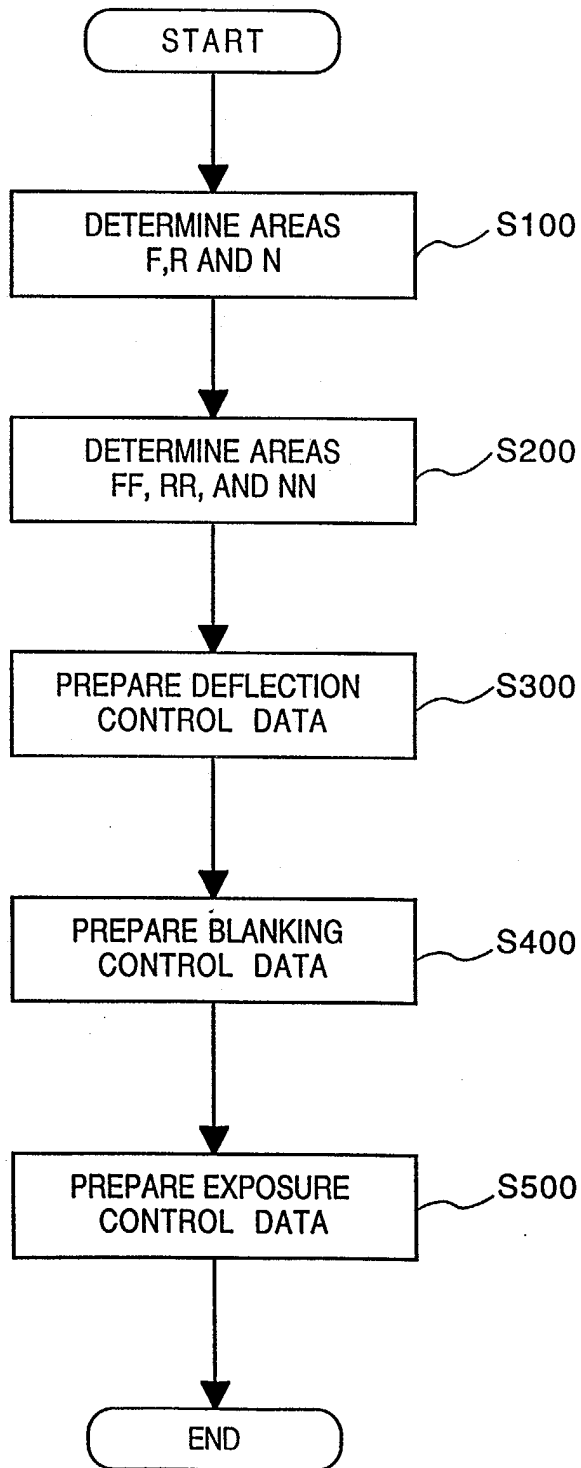 START
DETERMINE AREAS
F,R AND N
S100
DETERMINE AREAS
FF, RR, AND NN
S200
PREPARE DEFLECTION
CONTROL DATA
S300
PREPARE BLANKING
CONTROL DATA
S400
PREPARE EXPOSURE
CONTROL DATA
S500
END